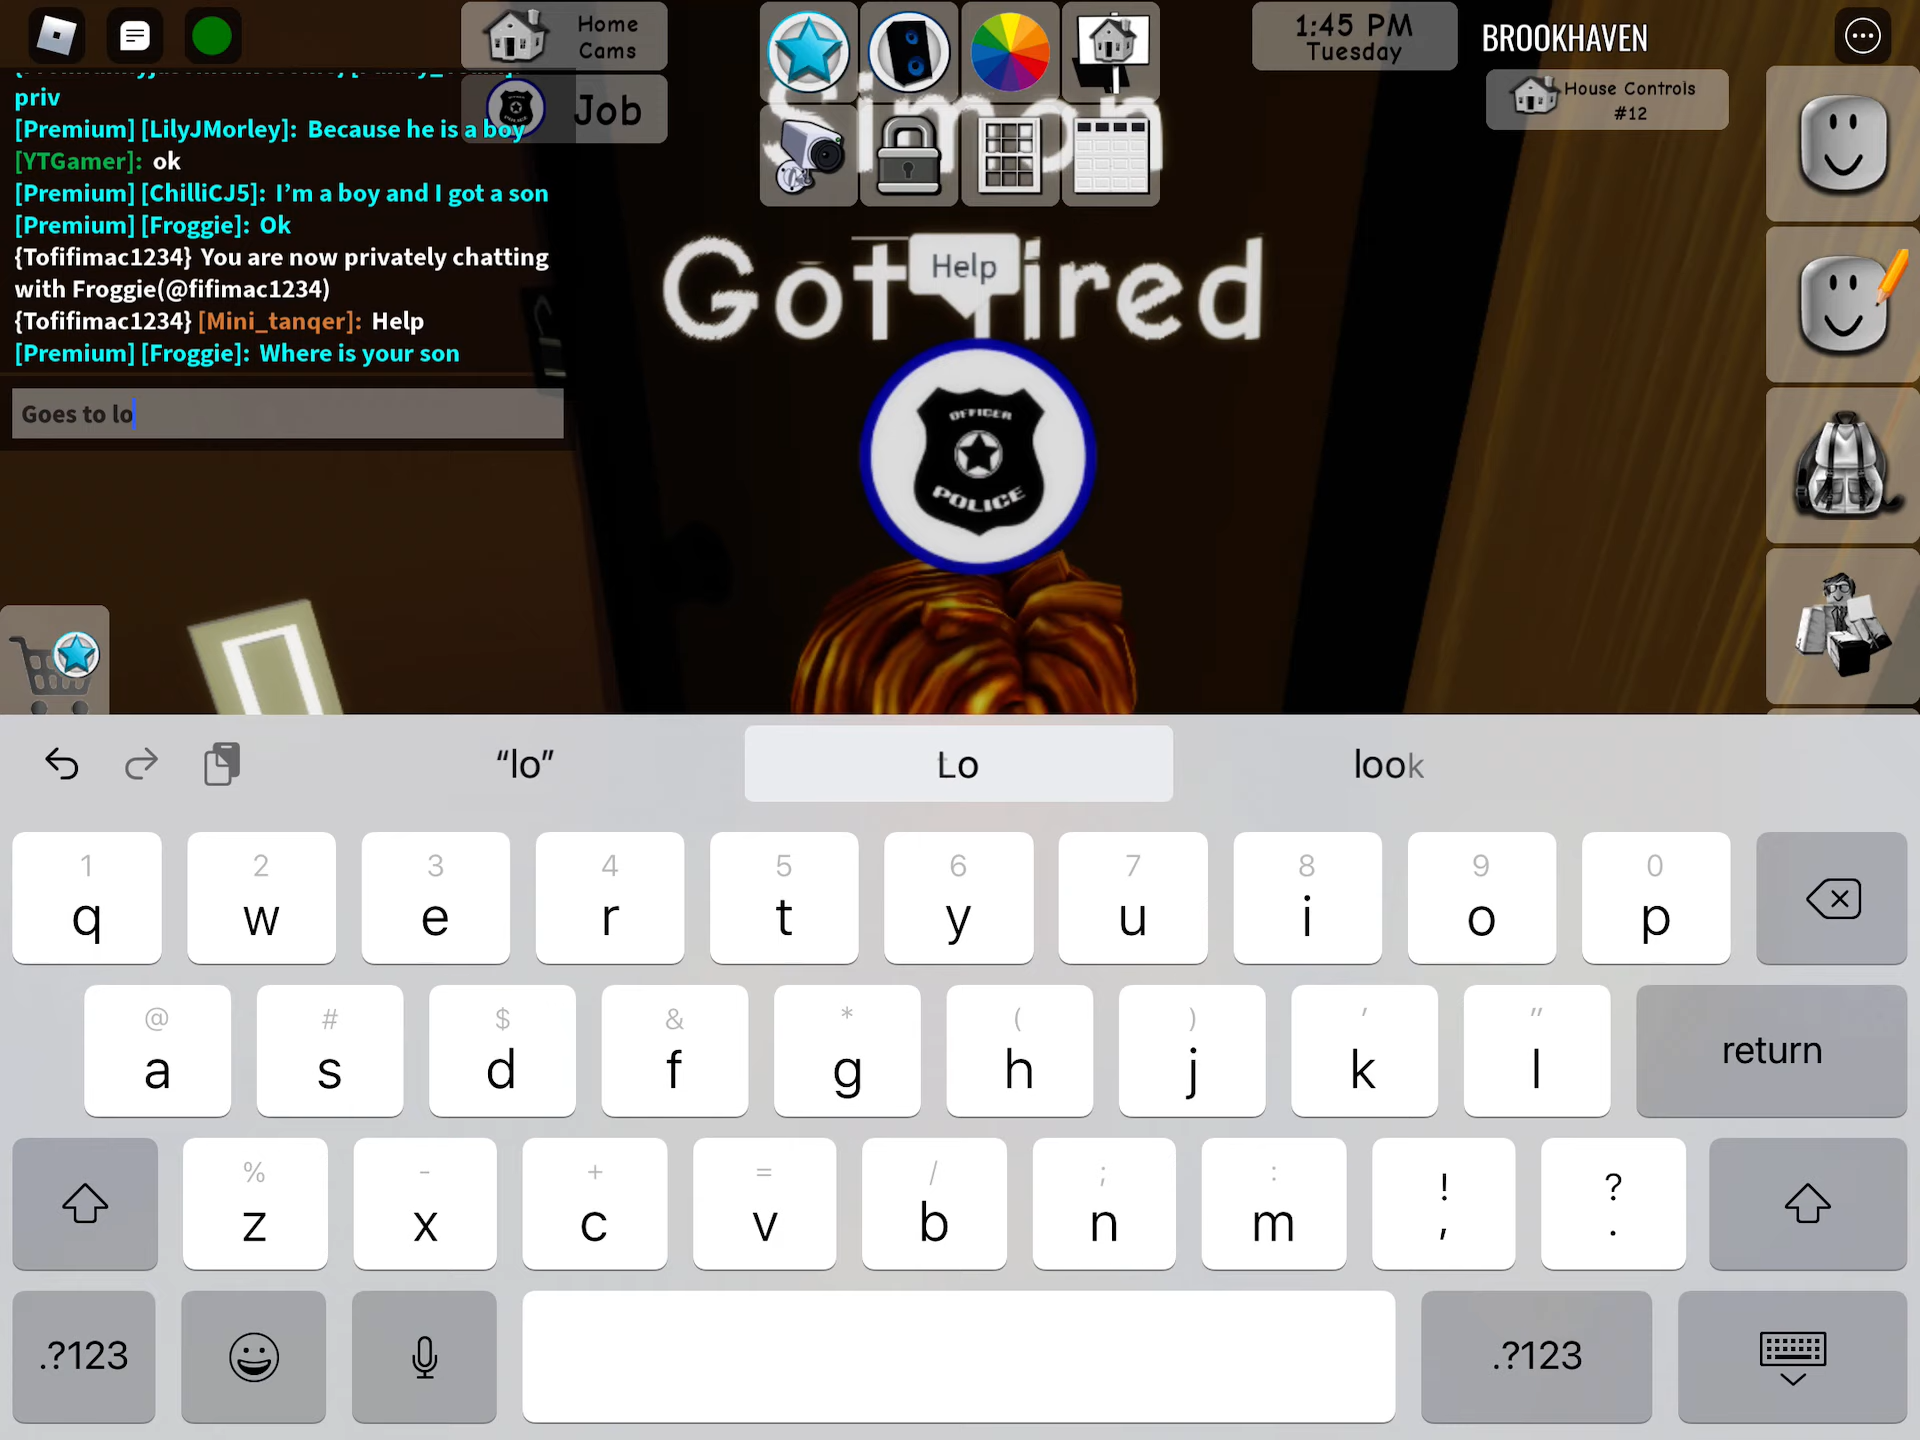 Home
Cams
1:45 PM
Tuesday
BROOKHAVEN
House Controls
#12
Job
priv
[Premium] [LilyJMorley]: Because he is a boy
[YTGamer]: ok
[Premium] [ChilliCJ5]: I’m a boy and I got a son
[Premium] [Froggie]: Ok
{Tofifimac1234} You are now privately chatting
with Froggie(@fifimac1234)
{Tofifimac1234} [Mini_tanqer]: Help
[Premium] [Froggie]: Where is your son
Goes to lo
Simon
Got Tired
Help
OFFICER
POLICE
“lo”
Lo
look
1 2 3 4 5 6 7 8 9 0
q w e r t y u i o p
@ # $ & * ( ) ’ ”
a s d f g h j k l return
% - + = / ; : ! ?
z x c v b n m , .
.?123 .?123